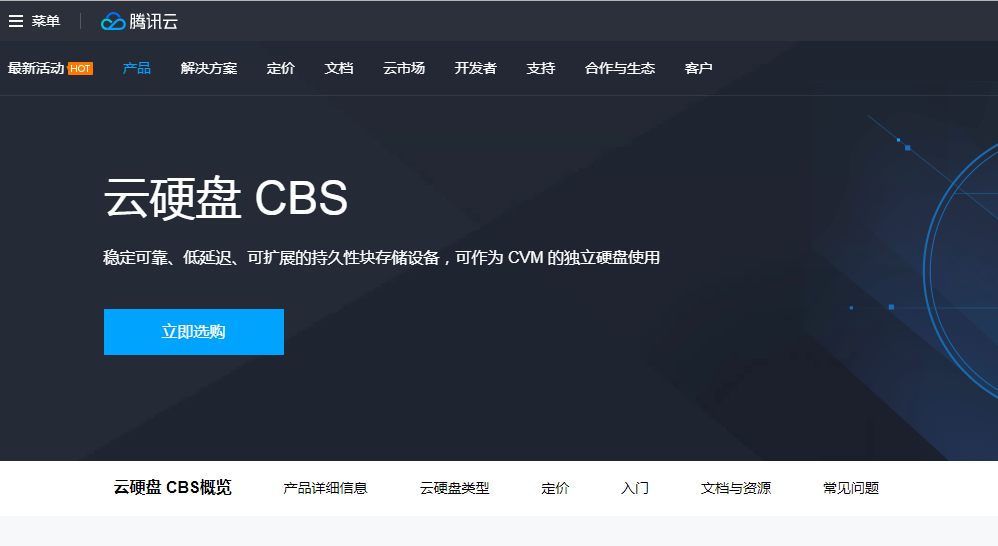 菜单 腾讯云
最新活动 HOT 产品 解决方案 定价 文档 云市场 开发者 支持 合作与生态 客户
云硬盘 CBS
稳定可靠、低延迟、可扩展的持久性块存储设备，可作为 CVM 的独立硬盘使用
立即选购
云硬盘 CBS概览 产品详细信息 云硬盘类型 定价 入门 文档与资源 常见问题